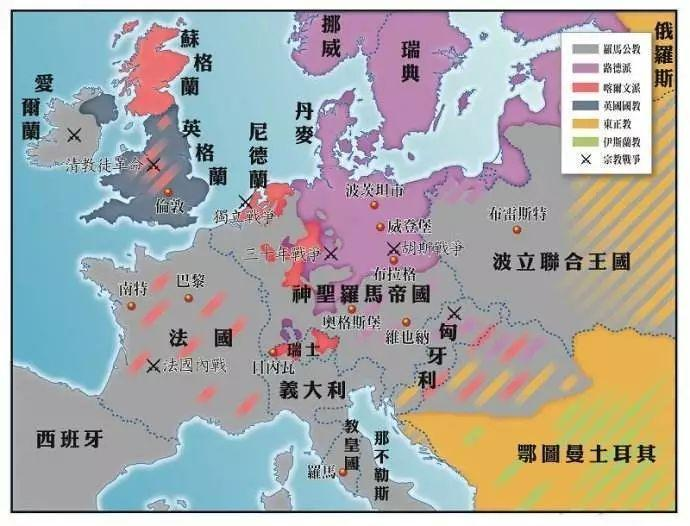 蘇格蘭
挪威
瑞典
俄羅斯
羅馬公教
路德派
喀爾文派
英國國教
東正教
伊斯蘭教
宗教戰爭
愛爾蘭
英格蘭
丹麥
尼德蘭
清教徒革命
倫敦
獨立戰爭
波茨坦市
威登堡
布雷斯特
三十年戰爭
胡斯戰爭
布拉格
波立聯合王國
神聖羅馬帝國
南特
巴黎
奧格斯堡
維也納
匈牙利
法國
瑞士
日內瓦
法國內戰
義大利
西班牙
教皇國
那不勒斯
羅馬
鄂圖曼土耳其